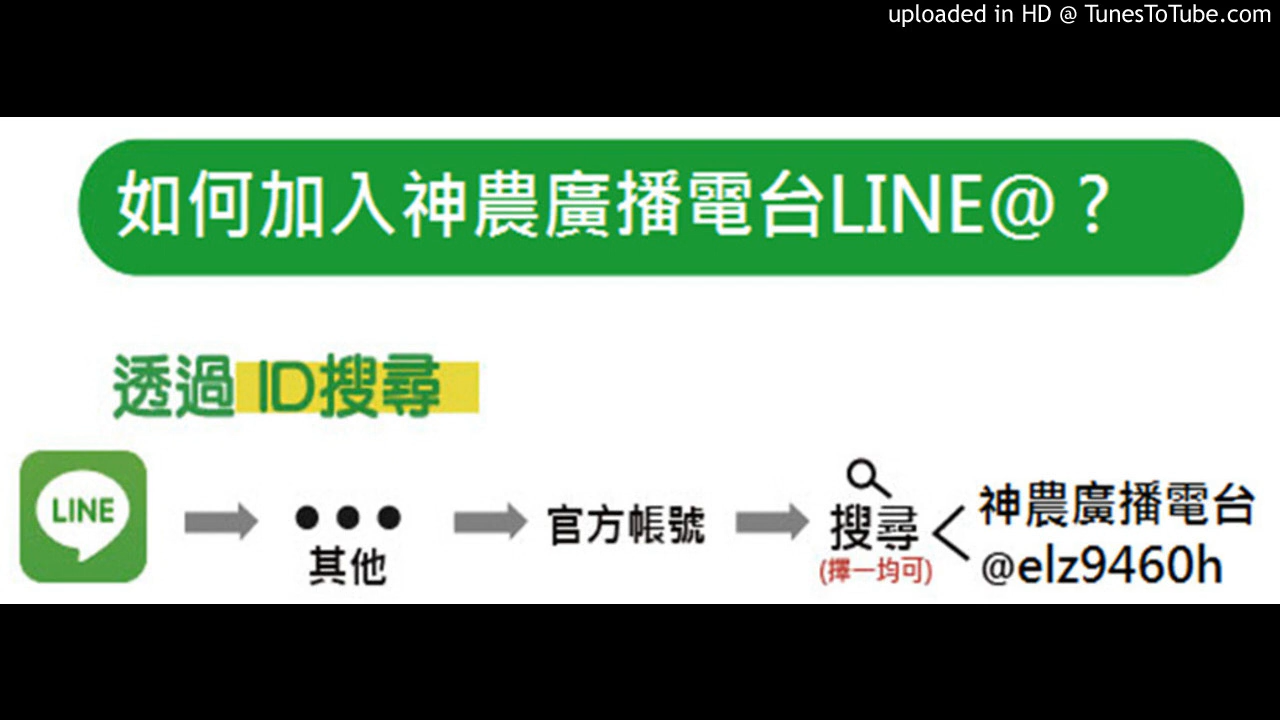 uploaded in HD @ TunesToTube.com
如何加入神農廣播電台LINE@?
透過 ID搜尋
LINE
其他
官方帳號
搜尋
(擇一均可)
神農廣播電台
@elz9460h